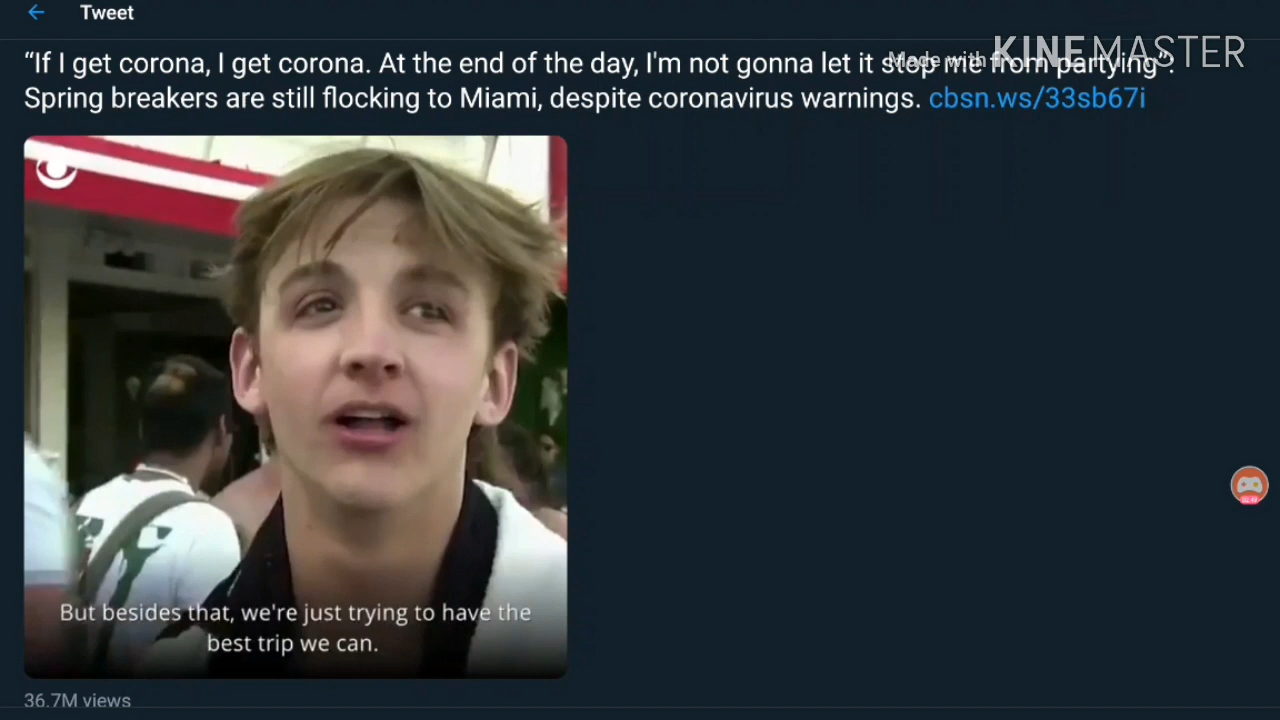 Tweet
Made with KINEMASTER
“If I get corona, I get corona. At the end of the day, I'm not gonna let it stop me from partying”:
Spring breakers are still flocking to Miami, despite coronavirus warnings. cbsn.ws/33sb67i
But besides that, we're just trying to have the
best trip we can.
36.7M views